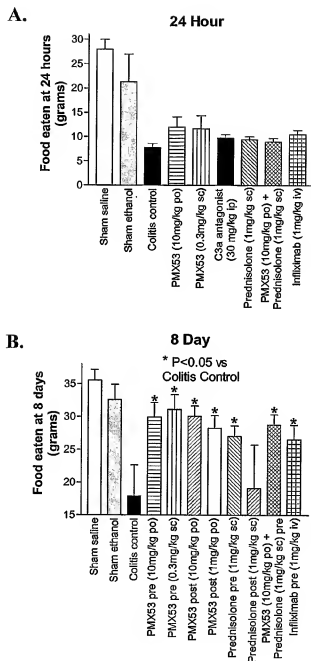 A.
24 Hour
Food eaten at 24 hours
(grams)
35
30
25
20
15
10
5
0
Sham saline
Sham ethanol
Colitis control
PMX53 (10mg/kg po)
PMX53 (0.3mg/kg sc)
C3a antagonist
(30 mg/kg ip)
Prednisolone (1mg/kg sc)
PMX53 (10mg/kg po) +
Prednisolone (1mg/kg sc)
Infliximab (1mg/kg iv)
B.
8 Day
* P<0.05 vs
Colitis Control
Food eaten at 8 days
(grams)
35
30
25
20
15
* * * * * * *
Sham saline
Sham ethanol
Colitis control
PMX53 pre (10mg/kg po)
PMX53 pre (0.3mg/kg sc)
PMX53 post (10mg/kg po)
PMX53 post (1mg/kg sc)
Prednisolone pre (1mg/kg sc)
Prednisolone post (1mg/kg sc)
PMX53 (10mg/kg po) +
Prednisolone (1mg/kg sc) pre
Infliximab pre (1mg/kg iv)